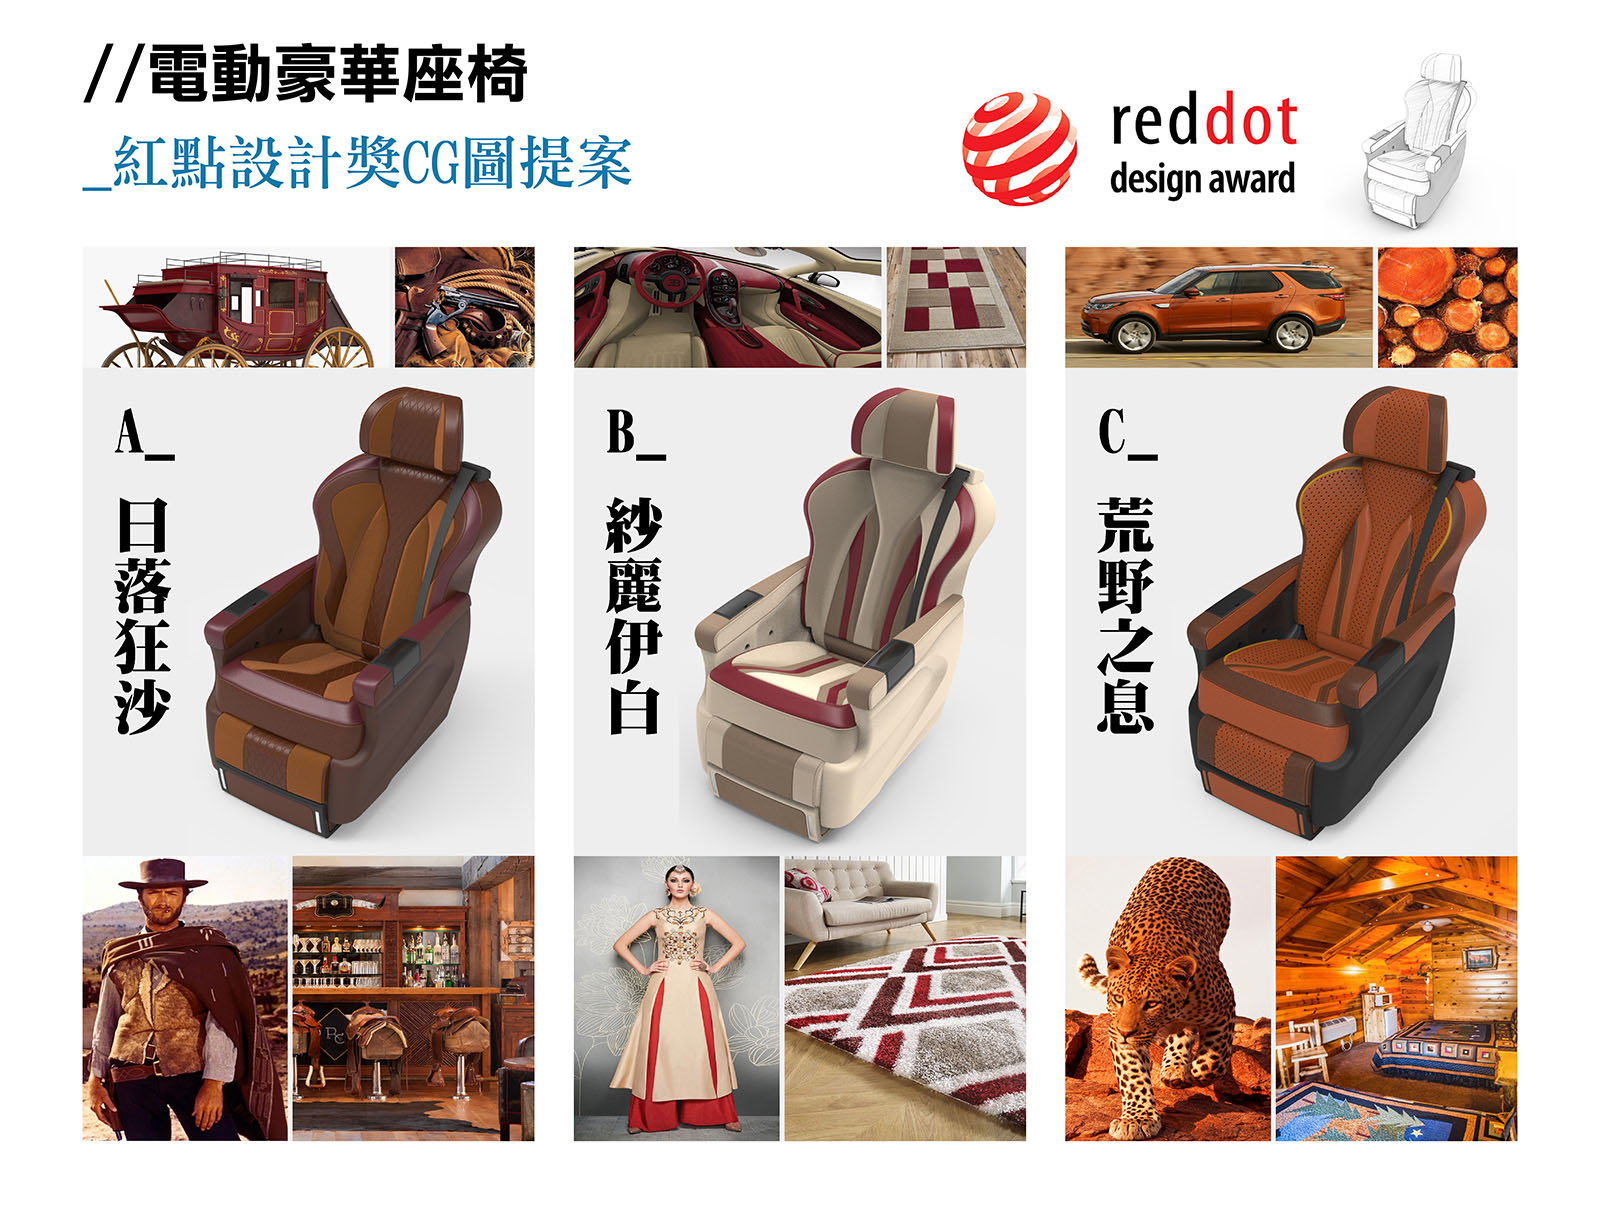 //電動豪華座椅
_紅點設計獎CG圖提案
reddot
design award
A_
日落狂沙
B_
紗麗伊白
C_
荒野之息